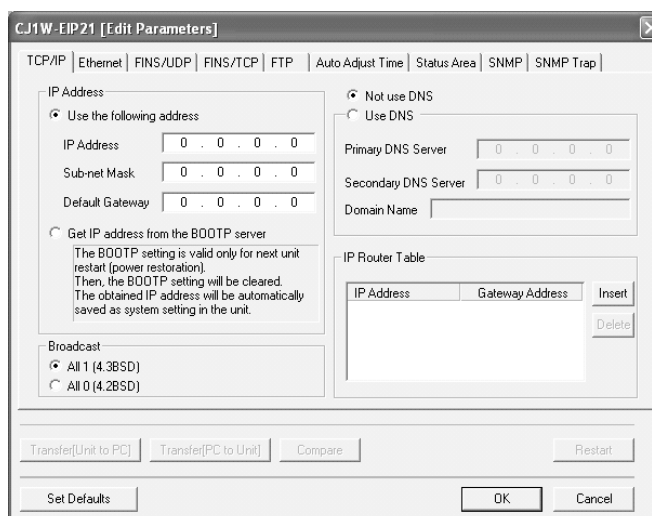 CJ1W-EIP21 [Edit Parameters]
TCP/IP Ethernet FINS/UDP FINS/TCP FTP Auto Adjust Time Status Area SNMP SNMP Trap
IP Address
Use the following address
IP Address 0 . 0 . 0 . 0
Sub-net Mask 0 . 0 . 0 . 0
Default Gateway 0 . 0 . 0 . 0
Get IP address from the BOOTP server
The BOOTP setting is valid only for next unit
restart (power restoration).
Then, the BOOTP setting will be cleared.
The obtained IP address will be automatically
saved as system setting in the unit.
Broadcast
All 1 (4.3BSD)
All 0 (4.2BSD)
Not use DNS
Use DNS
Primary DNS Server 0 . 0 . 0 . 0
Secondary DNS Server 0 . 0 . 0 . 0
Domain Name
IP Router Table
IP Address Gateway Address
Insert
Delete
Transfer[Unit to PC] Transfer[PC to Unit] Compare Restart
Set Defaults OK Cancel